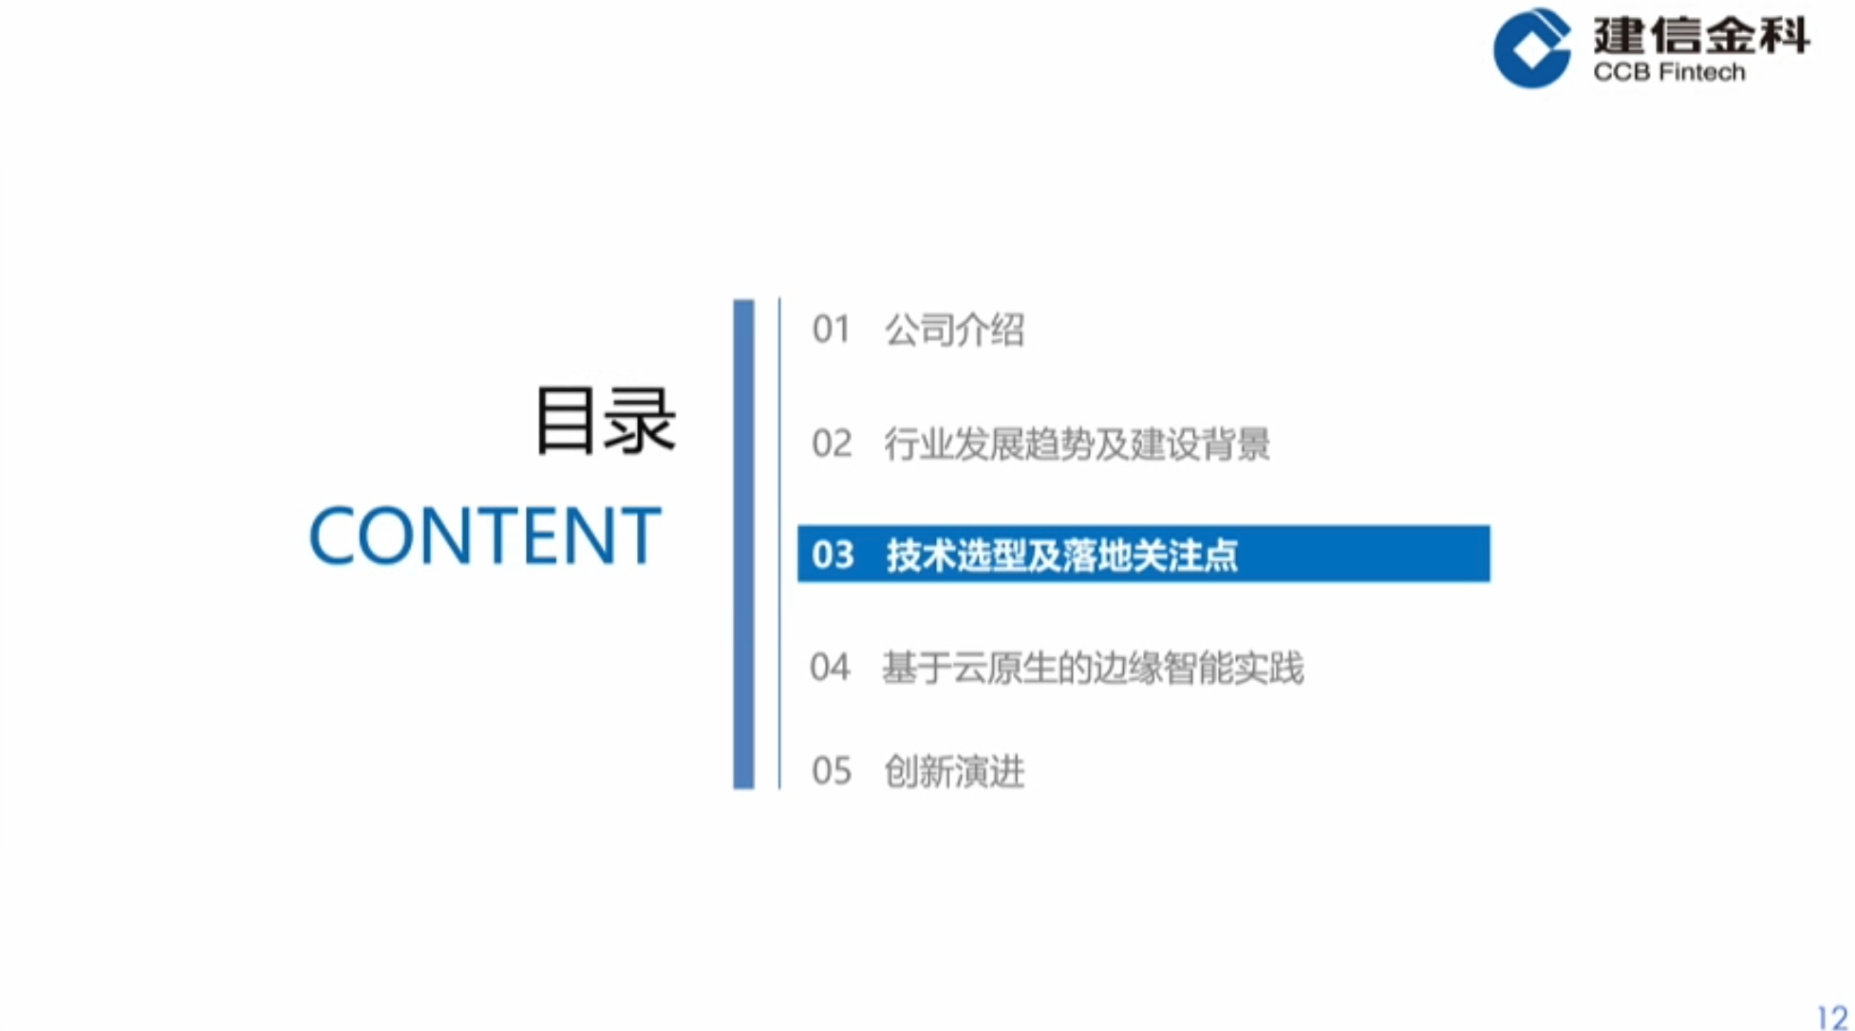 建信金科
CCB Fintech
目录
CONTENT
01 公司介绍
02 行业发展趋势及建设背景
03 技术选型及落地关注点
04 基于云原生的边缘智能实践
05 创新演进
12